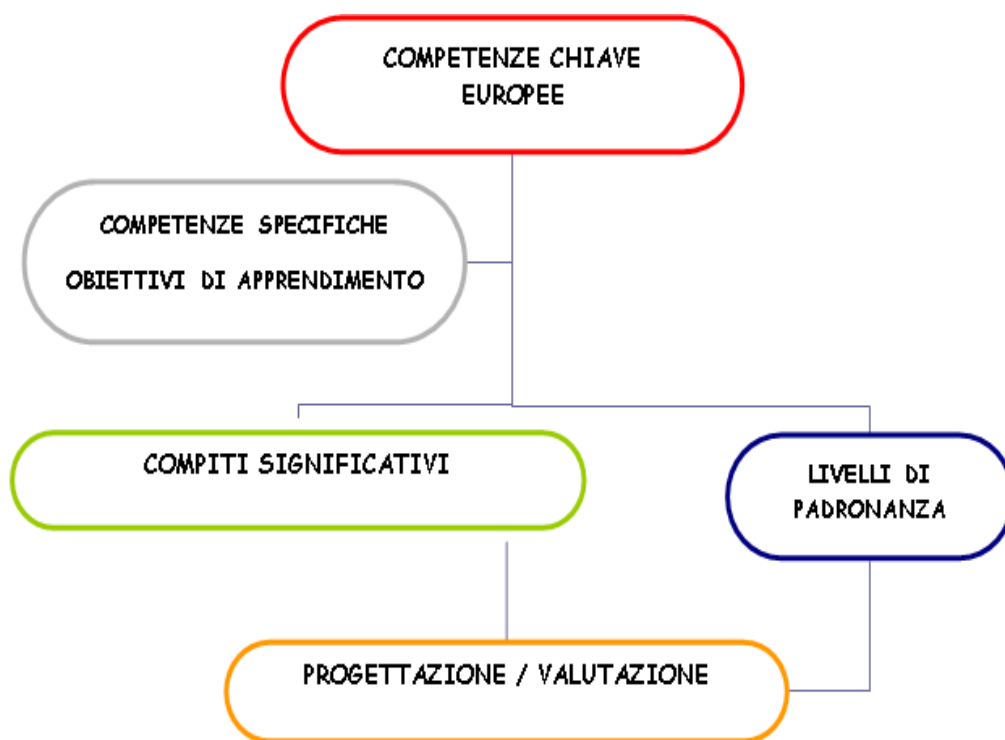 COMPETENZE CHIAVE
EUROPEE
COMPETENZE SPECIFICHE
OBIETTIVI DI APPRENDIMENTO
COMPITI SIGNIFICATIVI
LIVELLI DI
PADRONANZA
PROGETTAZIONE / VALUTAZIONE